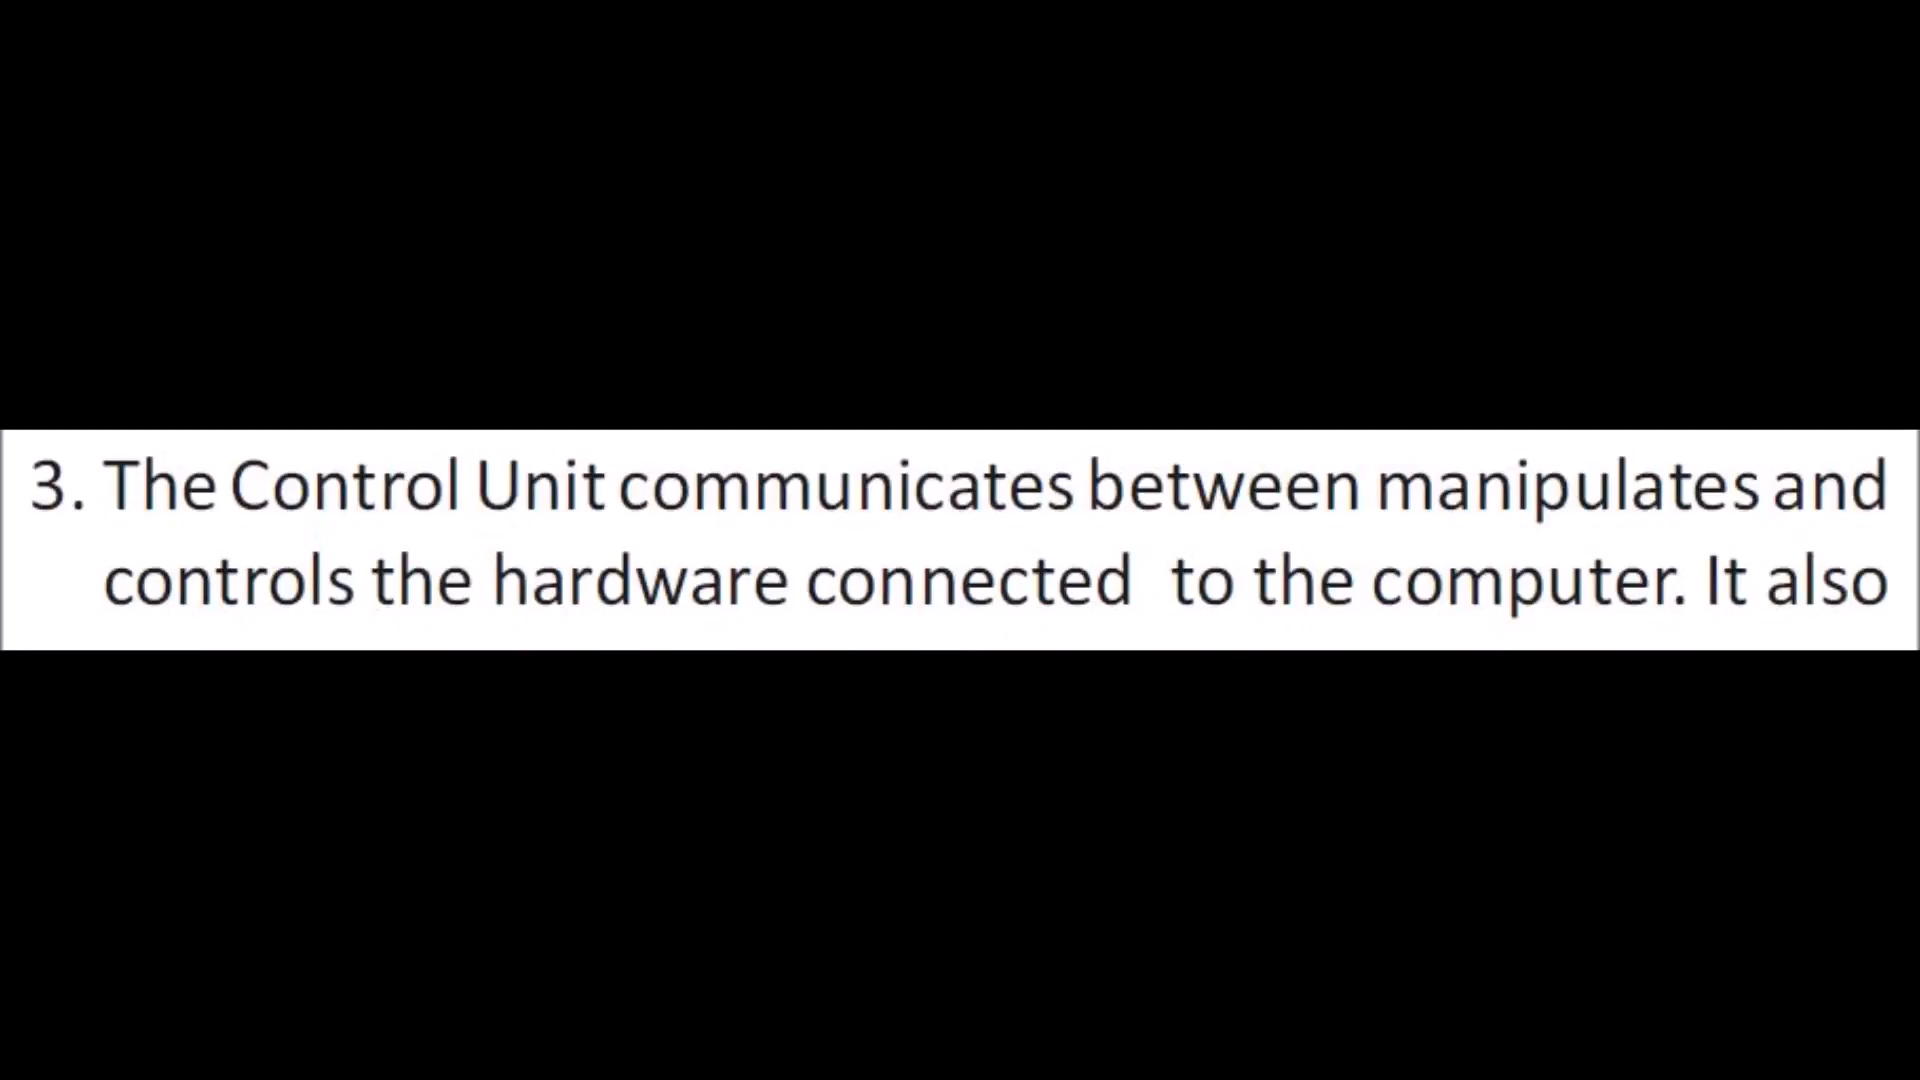 3. The Control Unit communicates between manipulates and
controls the hardware connected to the computer. It also